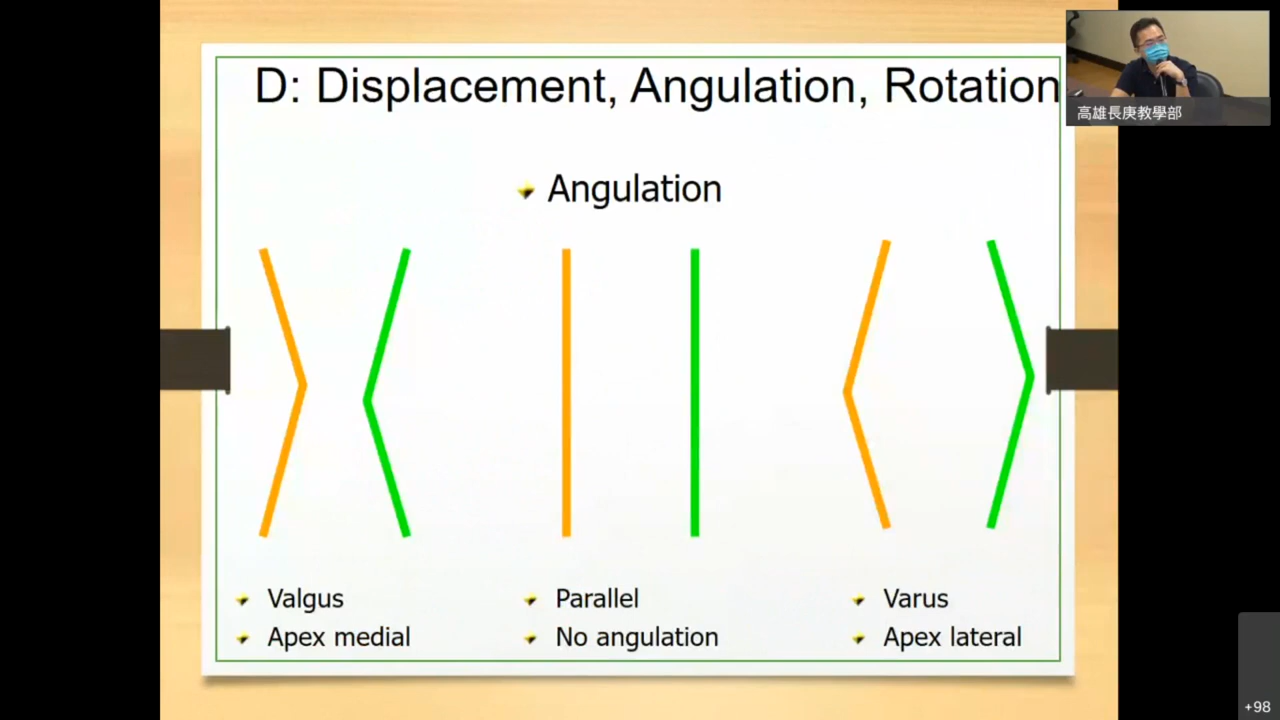 D: Displacement, Angulation, Rotation
高雄長庚教學部
Angulation
Valgus
Apex medial
Parallel
No angulation
Varus
Apex lateral
+98